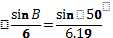 ▯sin B/6 = sin ▯50▯/6.19